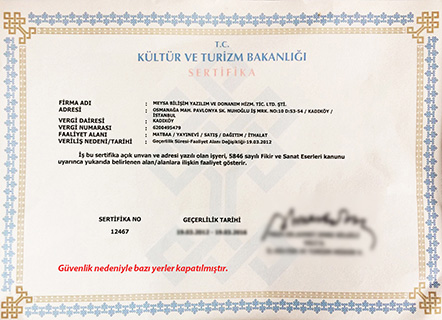 T.C.
KÜLTÜR VE TURİZM BAKANLIĞI
SERTİFİKA
FİRMA ADI : MEYSA BİLİŞİM YAZILIM VE DONANIM HİZM. TİC. LTD. ŞTİ.
ADRESİ : OSMANAĞA MAH. PAVLONYA SK. NUHOĞLU İŞ MRK. NO:10 D:53-54 / KADIKÖY / İSTANBUL
VERGİ DAİRESİ : KADIKÖY
VERGİ NUMARASI : 6200495479
FAALİYET ALANI : MATBAA / YAYINEVİ / SATIŞ / DAĞITIM / İTHALAT
VERİLİŞ NEDENİ/TARİHİ : Geçerlilik Süresi-Faaliyet Alanı Değişikliği-19.03.2012
İş bu sertifika açık unvan ve adresi yazılı olan işyeri, 5846 sayılı Fikir ve Sanat Eserleri kanunu
uyarınca yukarıda belirlenen alan/alanlara ilişkin faaliyet gösterir.
SERTİFİKA NO GEÇERLİLİK TARİHİ
12467
Güvenlik nedeniyle bazı yerler kapatılmıştır.